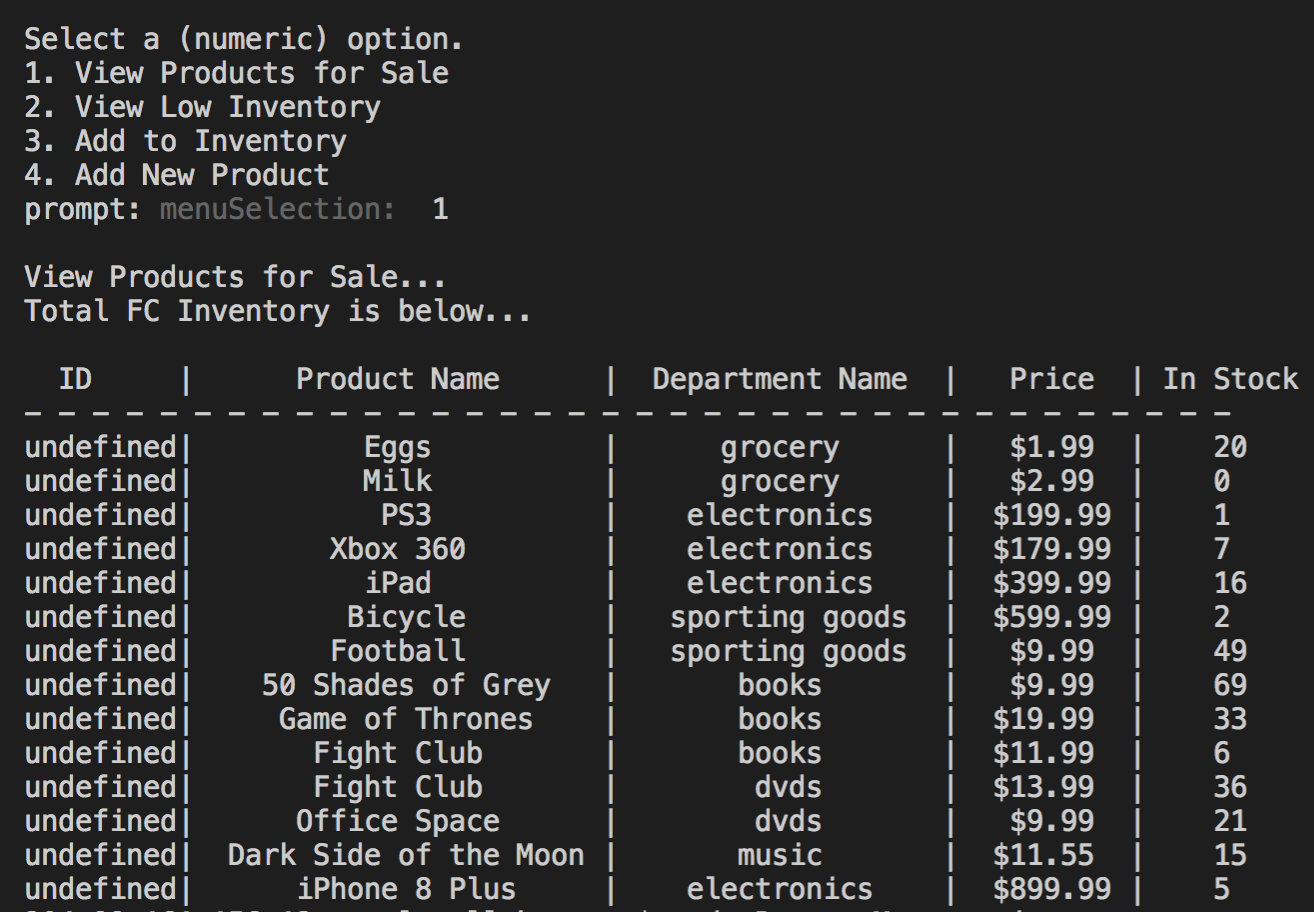 Select a (numeric) option.
1. View Products for Sale
2. View Low Inventory
3. Add to Inventory
4. Add New Product
prompt: menuSelection:  1
View Products for Sale...
Total FC Inventory is below...
ID | Product Name | Department Name | Price | In Stock
- - - - - - - - - - - - - - - - - - - - - - - - - - - - - - - - - - - -
undefined| Eggs | grocery | $1.99 | 20
undefined| Milk | grocery | $2.99 | 0
undefined| PS3 | electronics | $199.99 | 1
undefined| Xbox 360 | electronics | $179.99 | 7
undefined| iPad | electronics | $399.99 | 16
undefined| Bicycle | sporting goods | $599.99 | 2
undefined| Football | sporting goods | $9.99 | 49
undefined| 50 Shades of Grey | books | $9.99 | 69
undefined| Game of Thrones | books | $19.99 | 33
undefined| Fight Club | books | $11.99 | 6
undefined| Fight Club | dvds | $13.99 | 36
undefined| Office Space | dvds | $9.99 | 21
undefined| Dark Side of the Moon | music | $11.55 | 15
undefined| iPhone 8 Plus | electronics | $899.99 | 5